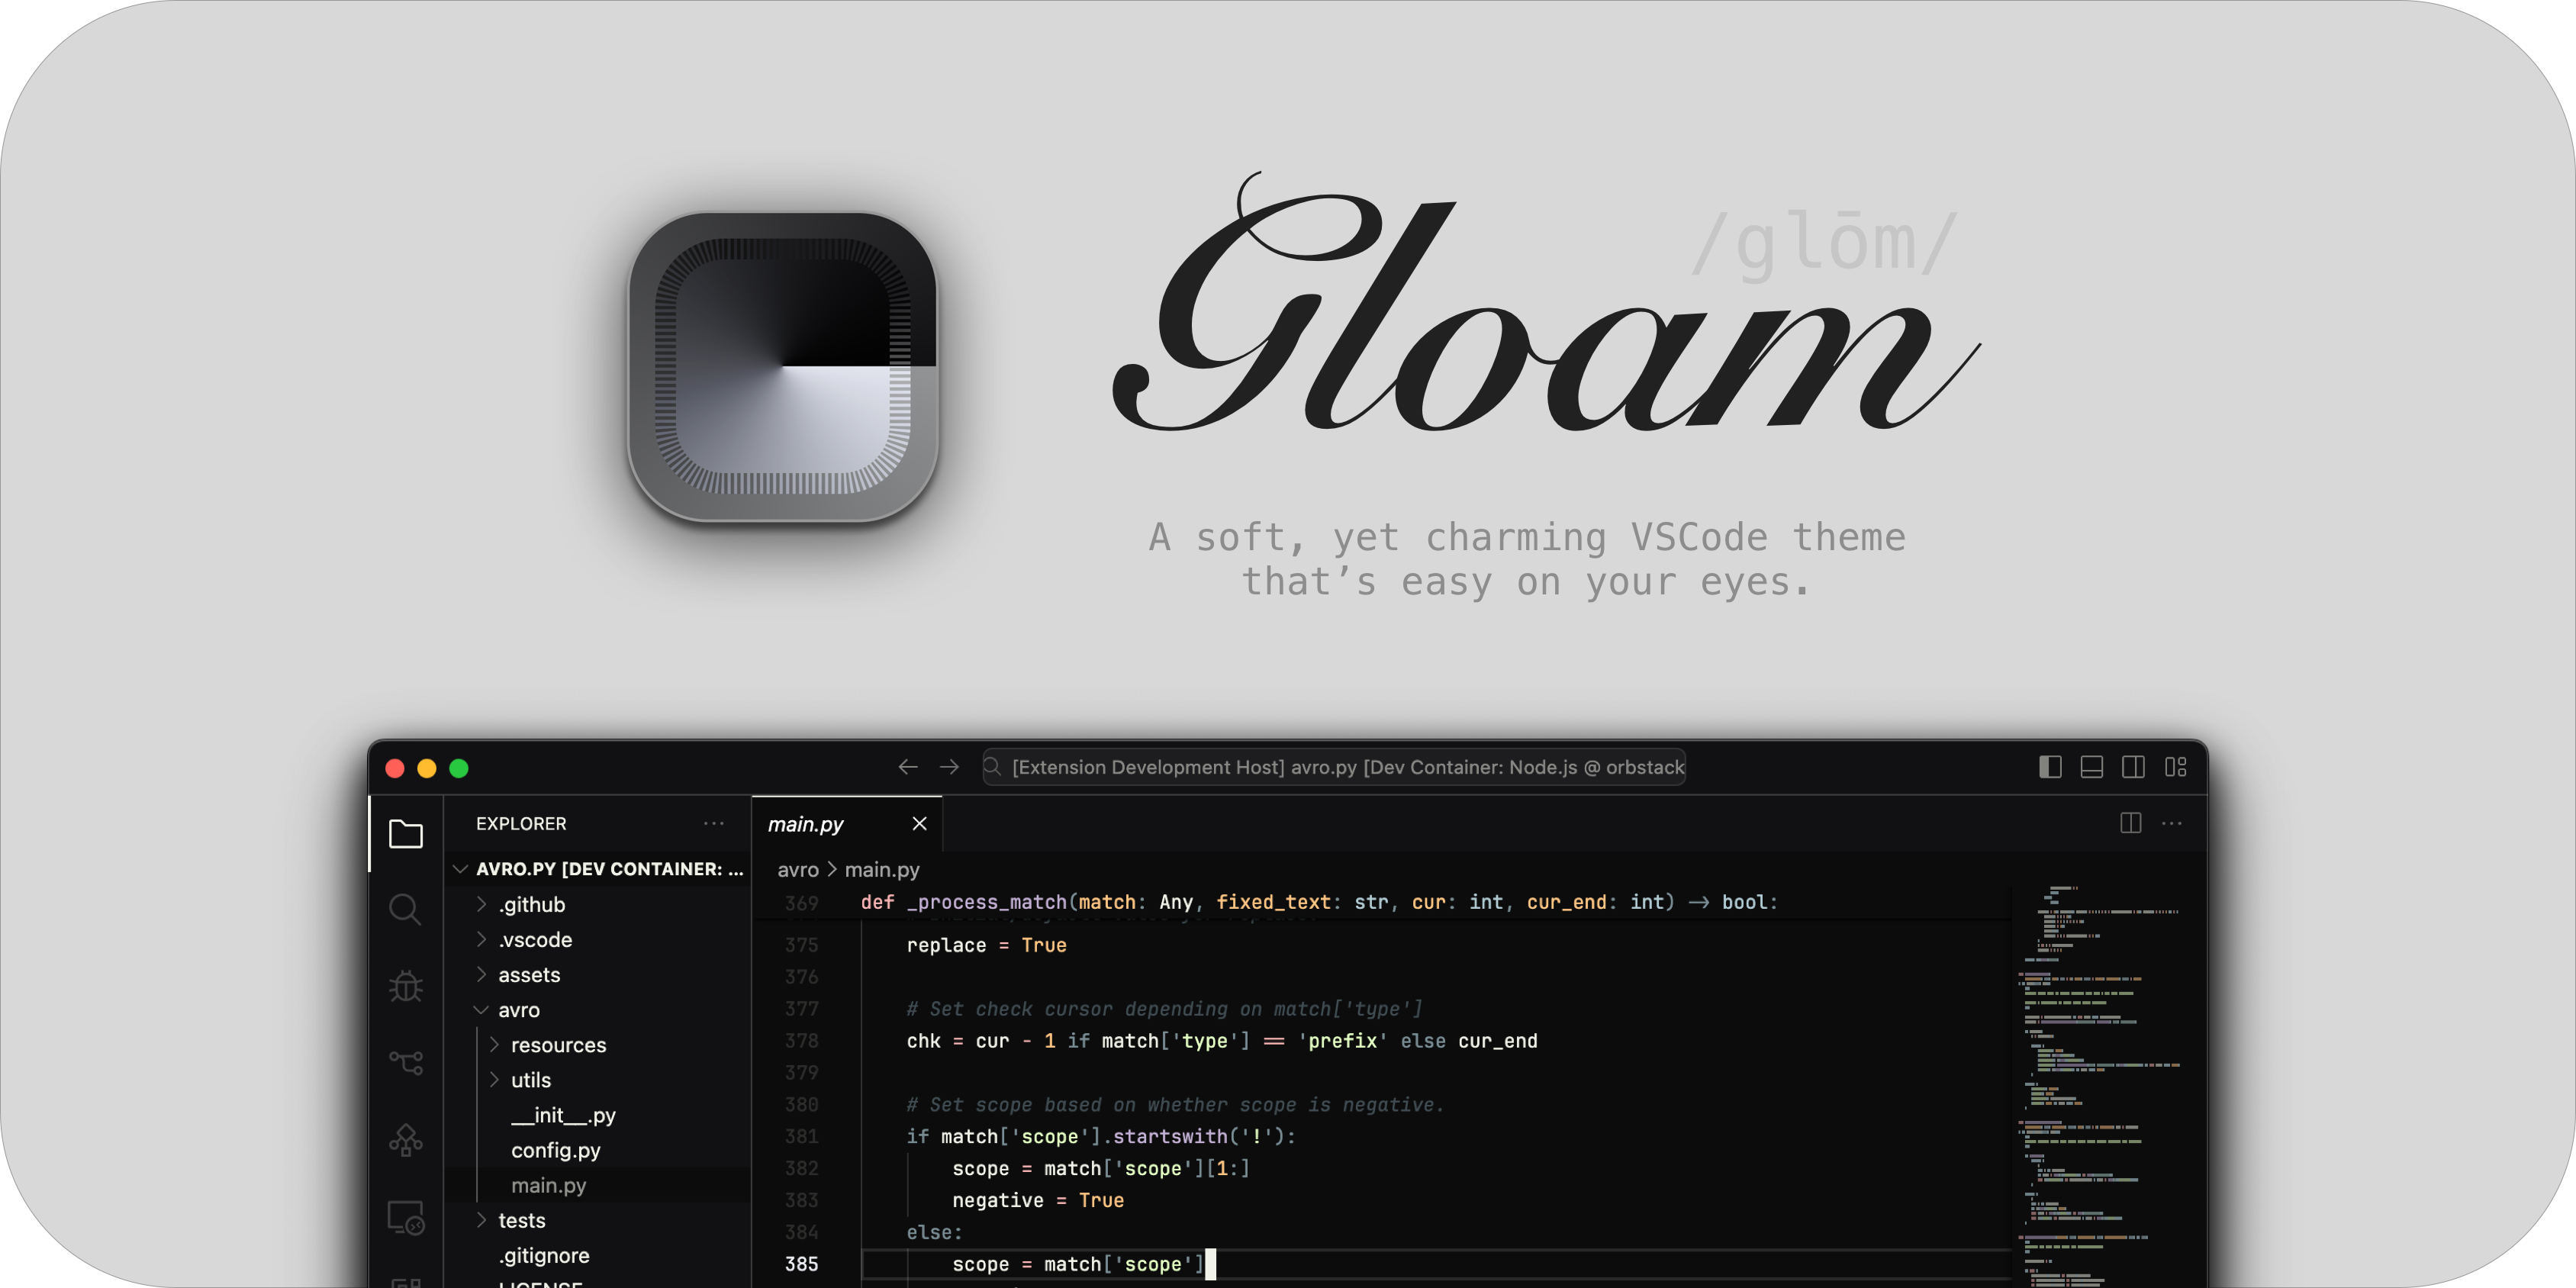 /glōm/
Gloam
A soft, yet charming VSCode theme
that’s easy on your eyes.
[Extension Development Host] avro.py [Dev Container: Node.js @ orbstack
EXPLORER
AVRO.PY [DEV CONTAINER: ...
.github
.vscode
assets
avro
resources
utils
__init__.py
config.py
main.py
tests
.gitignore
LICENSE
main.py
avro > main.py
369 def _process_match(match: Any, fixed_text: str, cur: int, cur_end: int) -> bool:
375 replace = True
376
377 # Set check cursor depending on match['type']
378 chk = cur - 1 if match['type'] == 'prefix' else cur_end
379
380 # Set scope based on whether scope is negative.
381 if match['scope'].startswith('!'):
382 scope = match['scope'][1:]
383 negative = True
384 else:
385 scope = match['scope']